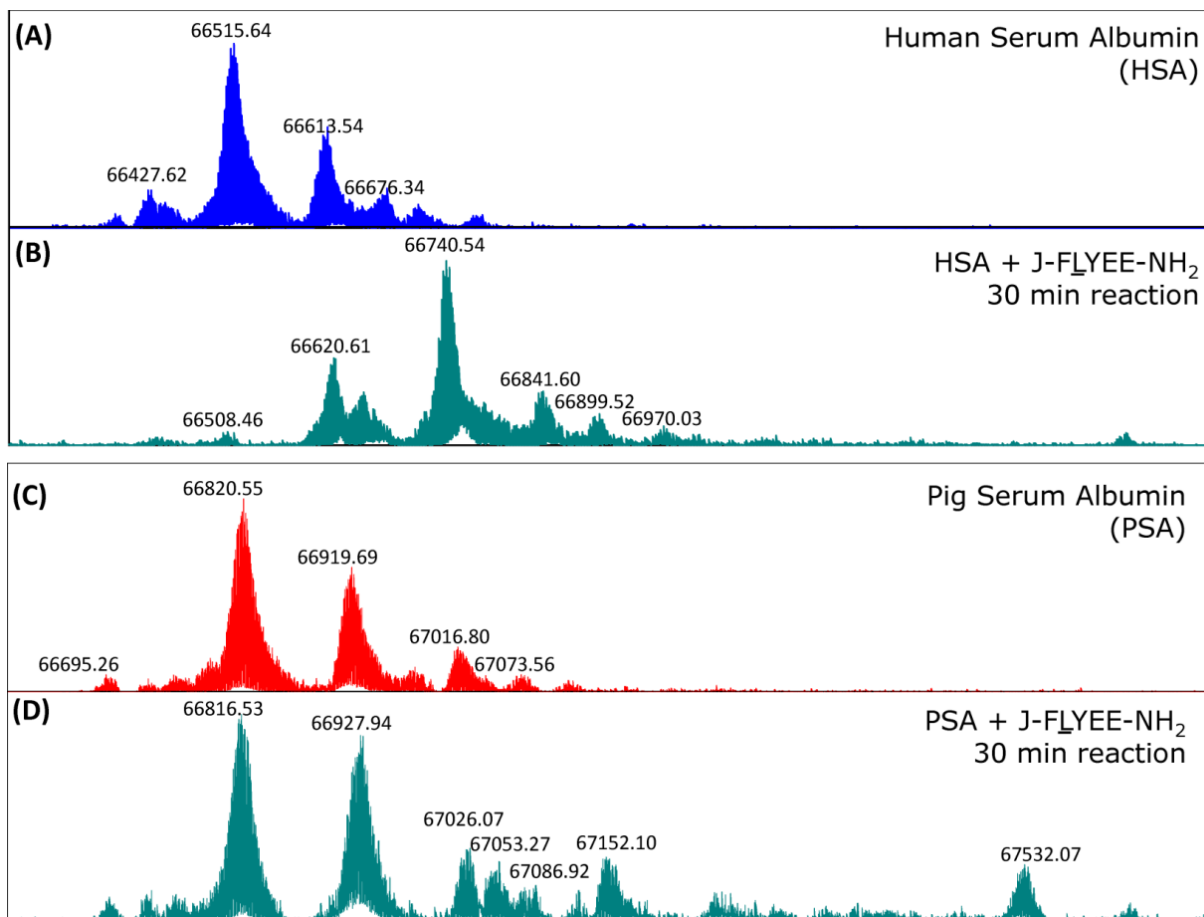 (A)
66515.64
Human Serum Albumin
(HSA)
66613.54
66427.62
66676.34
(B)
66740.54
HSA + J-FLYEE-NH₂
30 min reaction
66620.61
66841.60
66899.52
66508.46
66970.03
(C)
66820.55
Pig Serum Albumin
(PSA)
66919.69
67016.80
66695.26
67073.56
(D)
66816.53
66927.94
PSA + J-FLYEE-NH₂
30 min reaction
67026.07
67053.27
67152.10
67086.92
67532.07